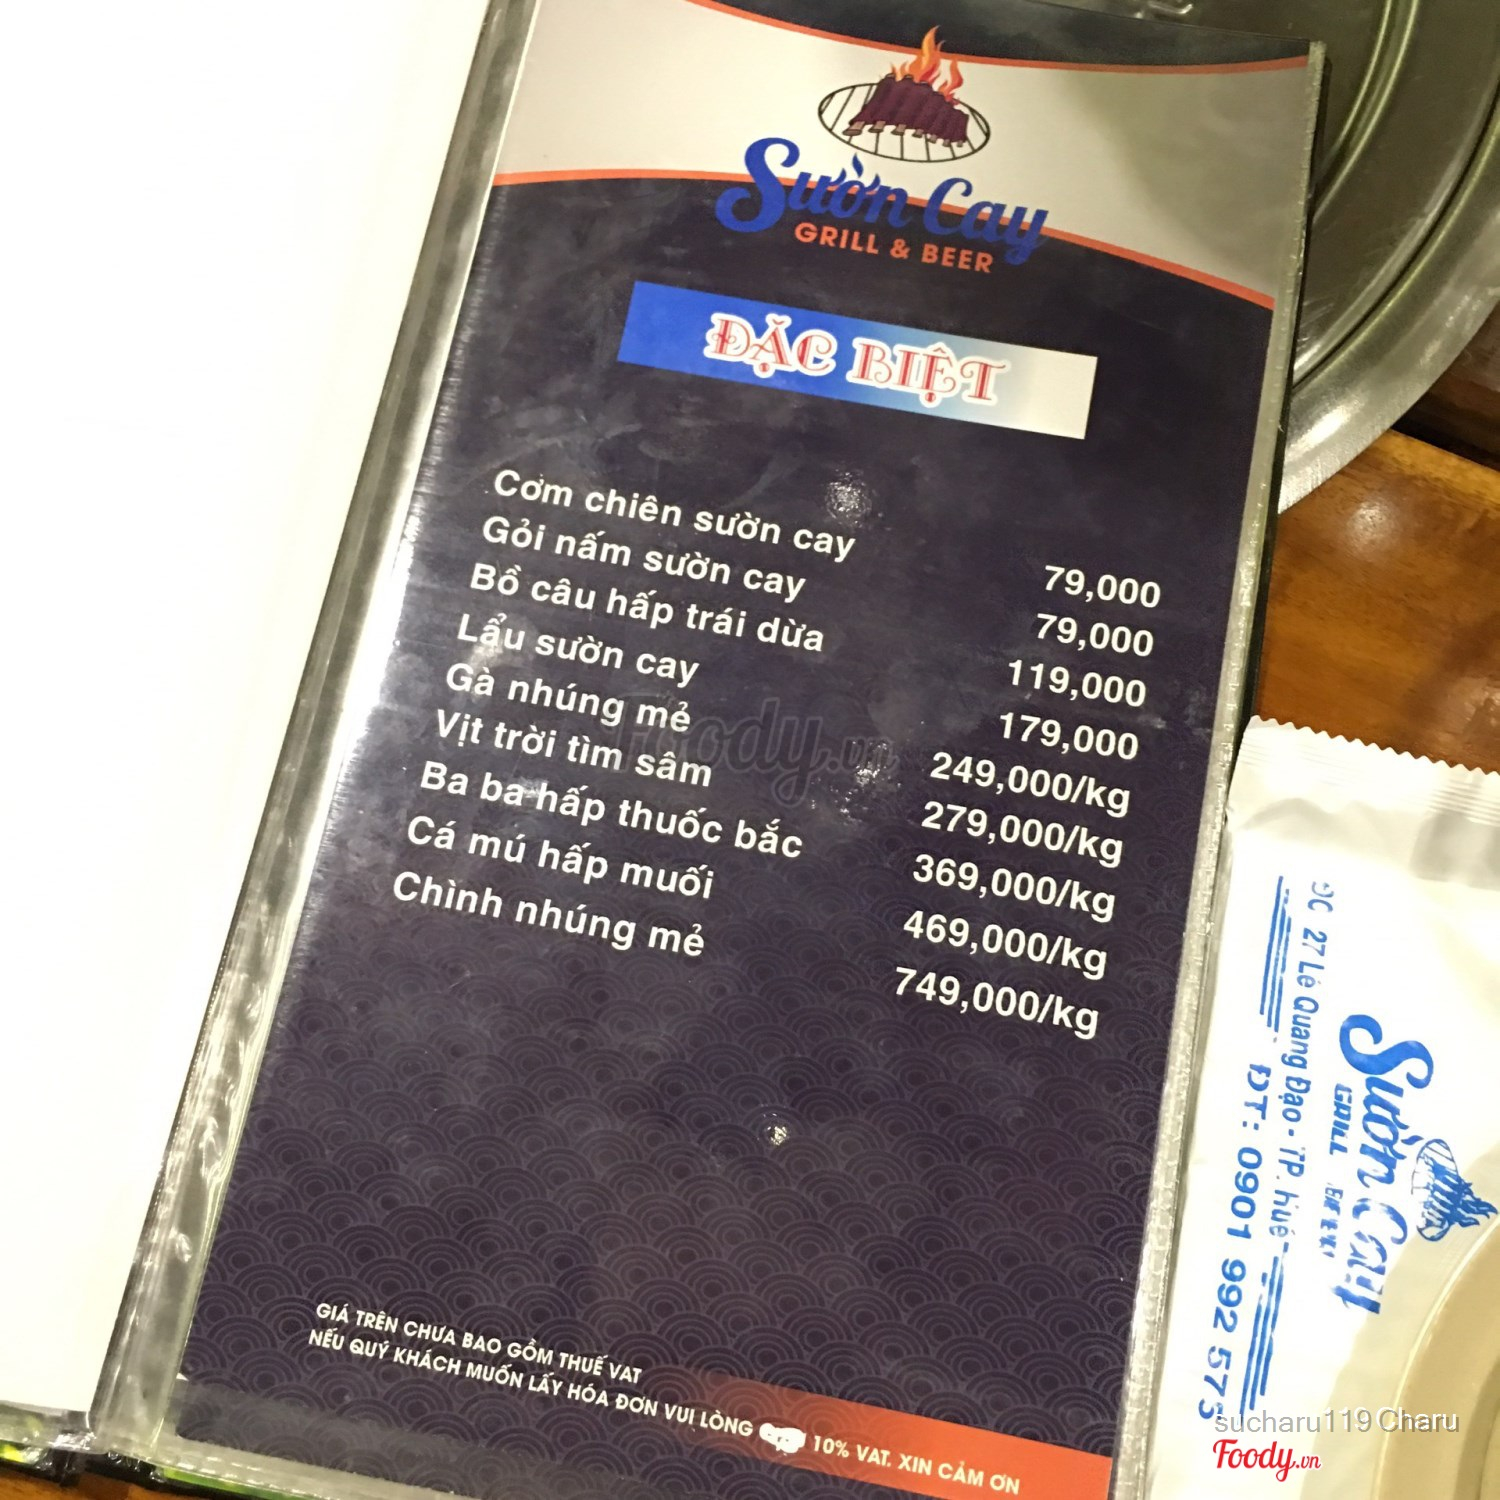 Sườn Cay
GRILL & BEER
ĐẶC BIỆT
Cơm chiên sườn cay 79,000
Gỏi nấm sườn cay 79,000
Bồ câu hấp trái dừa 119,000
Lẩu sườn cay 179,000
Gà nhúng mẻ 249,000/kg
Vịt trời tìm sâm 279,000/kg
Ba ba hấp thuốc bắc 369,000/kg
Cá mú hấp muối 469,000/kg
Chình nhúng mẻ 749,000/kg
Foody.vn
GIÁ TRÊN CHƯA BAO GỒM THUẾ VAT
NẾU QUÝ KHÁCH MUỐN LẤY HÓA ĐƠN VUI LÒNG 10% VAT. XIN CẢM ƠN
Sườn Cay
GRILL
ĐC 27 Lê Quang Đạo - TP. Huế
ĐT: 0901 992 575
sucharu119 Charu
Foody.vn